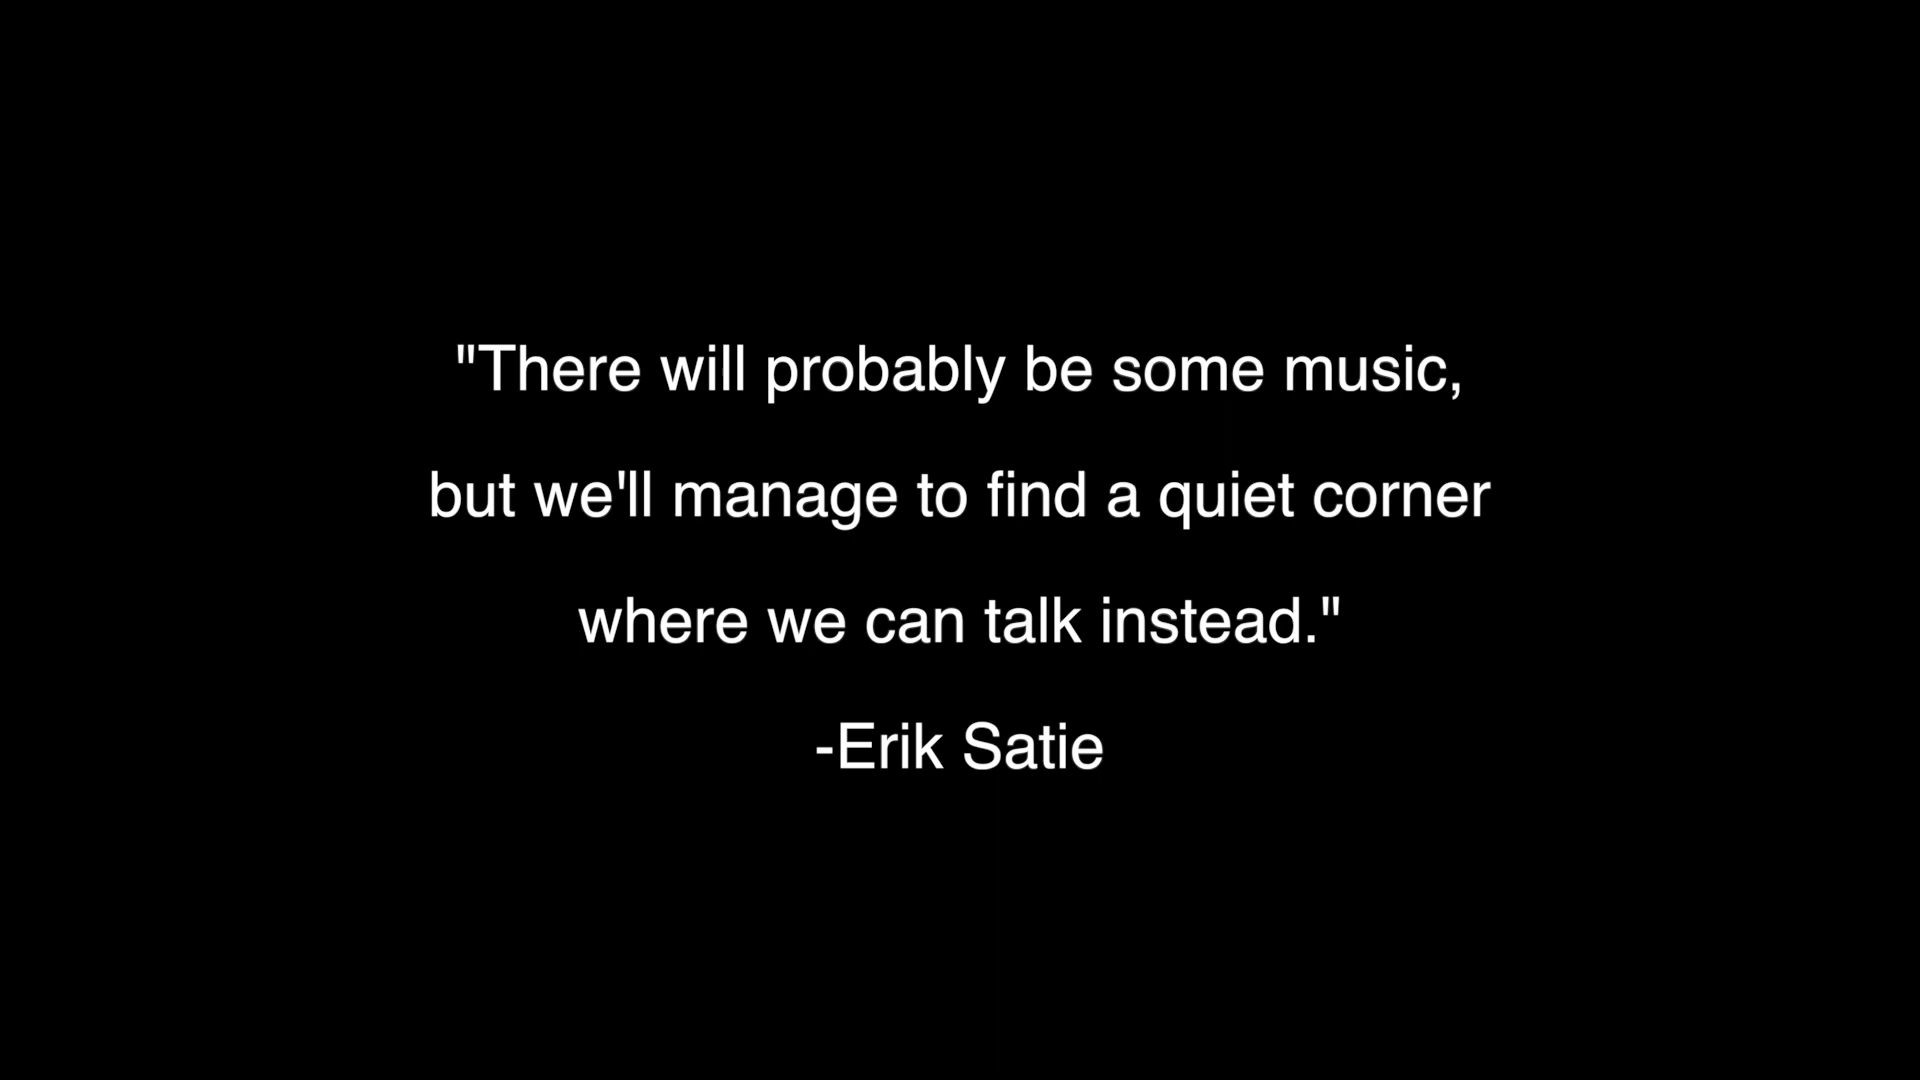 "There will probably be some music,
but we'll manage to find a quiet corner
where we can talk instead."
-Erik Satie